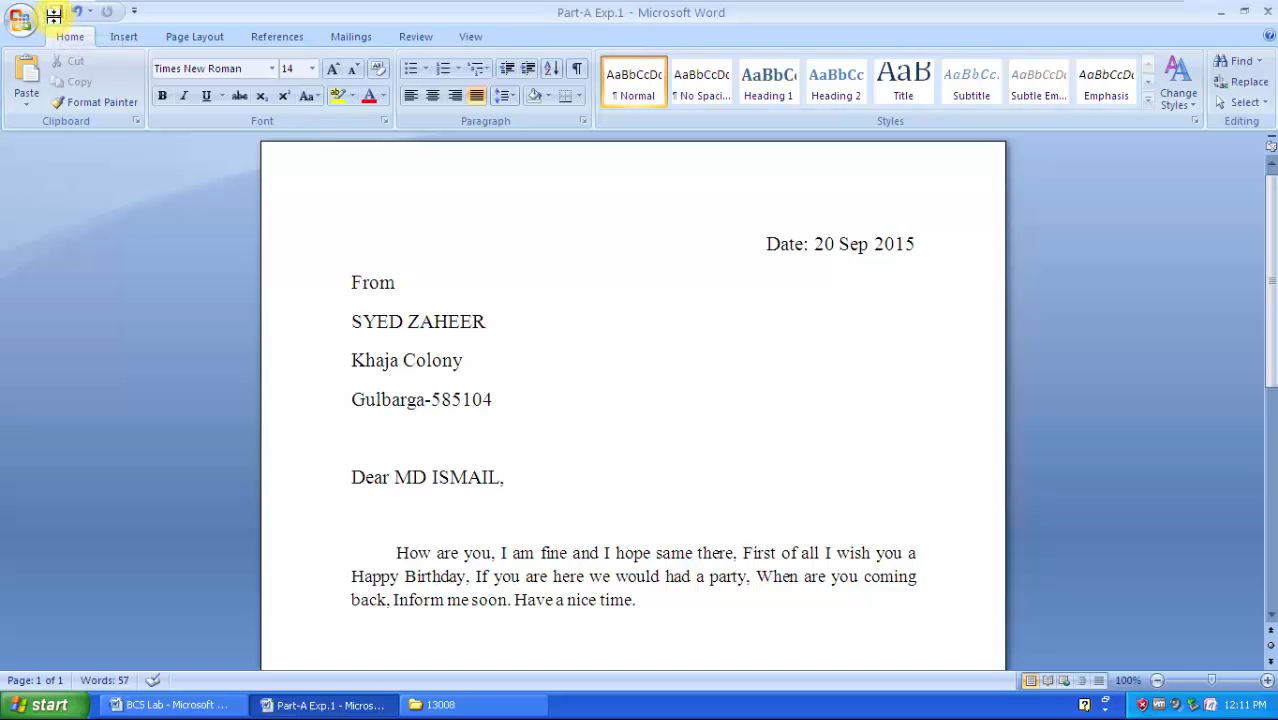 Part-A Exp.1 - Microsoft Word
Home Insert Page Layout References Mailings Review View
Paste
Cut
Copy
Format Painter
Clipboard
Times New Roman 14
Font
Paragraph
AaBbCcDc AaBbCcDc AaBbC AaBbCc AaB AaBbCc. AaBbCcDc AaBbCcDc
¶ Normal ¶ No Spaci... Heading 1 Heading 2 Title Subtitle Subtle Em... Emphasis
Change
Styles
Styles
Find
Replace
Select
Editing
Date: 20 Sep 2015
From
SYED ZAHEER
Khaja Colony
Gulbarga-585104
Dear MD ISMAIL,
How are you, I am fine and I hope same there, First of all I wish you a
Happy Birthday, If you are here we would had a party, When are you coming
back, Inform me soon. Have a nice time.
Page: 1 of 1 Words: 57 100%
start BCS Lab - Microsoft ... Part-A Exp.1 - Micros... 13008 12:11 PM